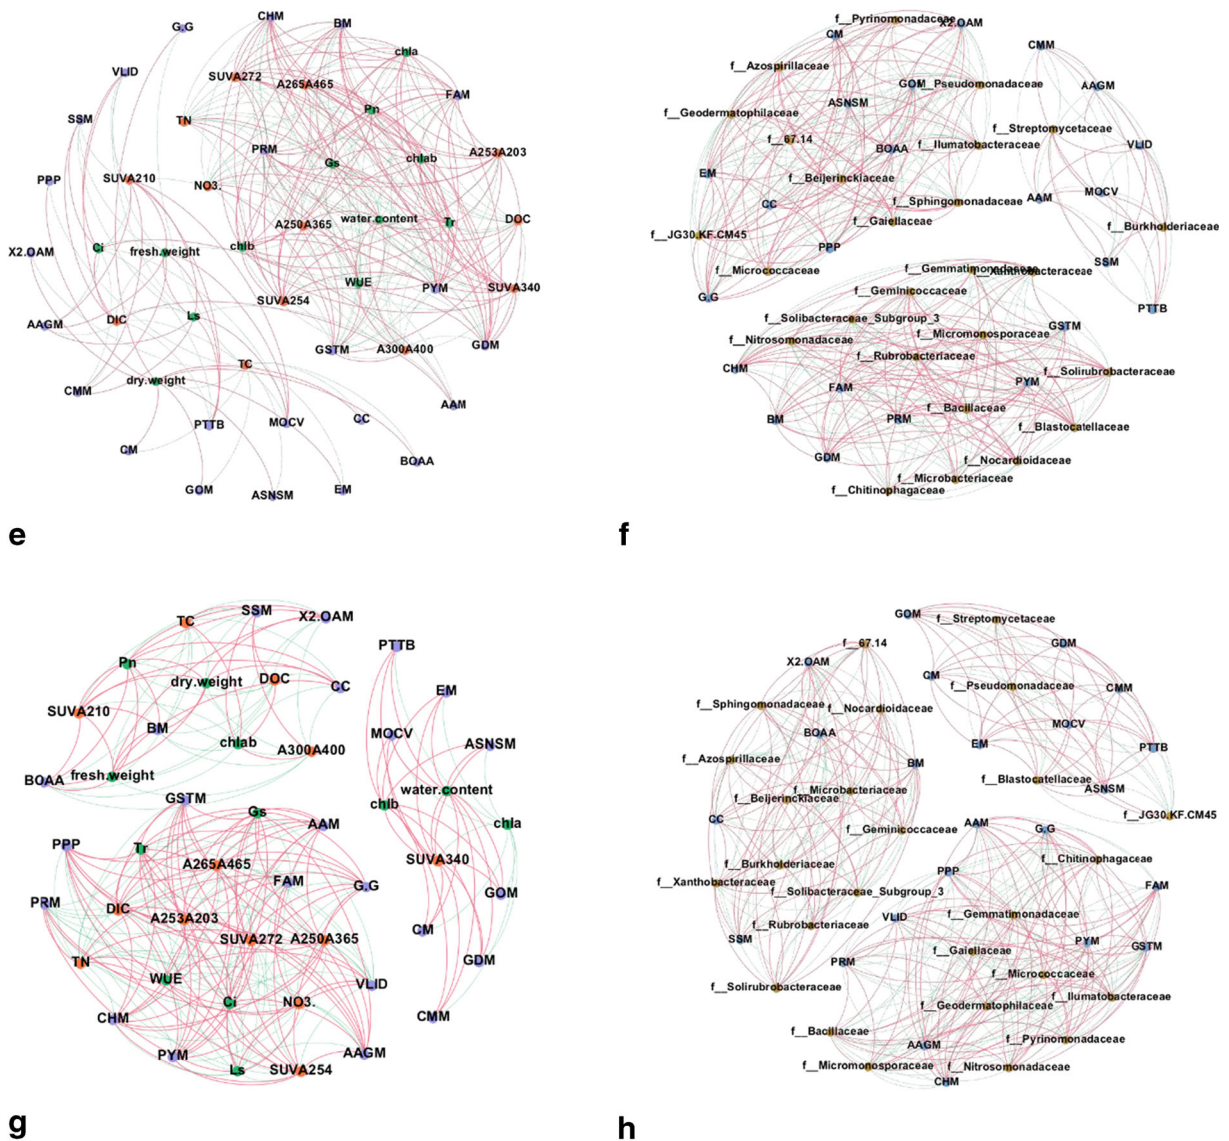 CHM
BM
G.G
chla
VLID
SUVA272
A265A465
FAM
Pn
SSM
TN
PRM
Gs
chlab
A253A203
PPP
SUVA210
NO3.
A250A365
water.content
Tr
DOC
X2.OAM
Ci
fresh.weight
chlb
WUE
PYM
SUVA340
SUVA254
AAGM
DIC
Ls
GSTM
A300A400
GDM
TC
dry.weight
CMM
AAM
PTTB
MOCV
CC
CM
BOAA
GOM
ASNSM
EM
e
f__Pyrinomonadaceae
X2.OAM
CM
CMM
f__Azospirillaceae
GOM
f__Pseudomonadaceae
AAGM
ASNSM
f__Geodermatophilaceae
f__Streptomycetaceae
f__67.14
BOAA
f__Ilumatobacteraceae
VLID
EM
f__Beijerinckiaceae
MOCV
CC
f__Sphingomonadaceae
AAM
f__Gaiellaceae
f__Burkholderiaceae
f__JG30.KF.CM45
PPP
SSM
f__Micrococcaceae
f__Gemmatimonadaceae
f__Xanthobacteraceae
G.G
f__Geminicoccaceae
PTTB
f__Solibacteraceae_Subgroup_3
GSTM
f__Nitrosomonadaceae
f__Micromonosporaceae
f__Rubrobacteriaceae
CHM
f__Solirubrobacteraceae
FAM
PYM
f__Bacillaceae
BM
PRM
f__Blastocatellaceae
GDM
f__Nocardioidaceae
f__Microbacteriaceae
f__Chitinophagaceae
f
SSM
X2.OAM
TC
PTTB
Pn
dry.weight
DOC
CC
EM
SUVA210
BM
chlab
A300A400
MOCV
ASNSM
BOAA
fresh.weight
water.content
GSTM
Gs
AAM
chlb
chla
PPP
Tr
A265A465
SUVA340
FAM
G.G
GOM
PRM
DIC
A253A203
SUVA272
A250A365
CM
TN
WUE
GDM
Ci
NO3.
VLID
CHM
CMM
PYM
AAGM
Ls
SUVA254
g
GOM
f__Streptomycetaceae
f__67.14
GDM
X2.OAM
CM
f__Pseudomonadaceae
CMM
f__Sphingomonadaceae
f__Nocardioidaceae
MOCV
BOAA
EM
PTTB
f__Azospirillaceae
BM
f__Blastocatellaceae
ASNSM
f__Microbacteriaceae
f__Beijerinckiaceae
f__JG30.KF.CM45
CC
AAM
G.G
f__Geminicoccaceae
f__Burkholderiaceae
f__Chitinophagaceae
PPP
f__Xanthobacteraceae
f__Solibacteraceae_Subgroup_3
FAM
VLID
f__Gemmatimonadaceae
f__Rubrobacteriaceae
SSM
PYM
GSTM
f__Gaiellaceae
PRM
f__Micrococcaceae
f__Solirubrobacteraceae
f__Ilumatobacteraceae
f__Geodermatophilaceae
f__Bacillaceae
AAGM
f__Pyrinomonadaceae
f__Micromonosporaceae
f__Nitrosomonadaceae
CHM
h